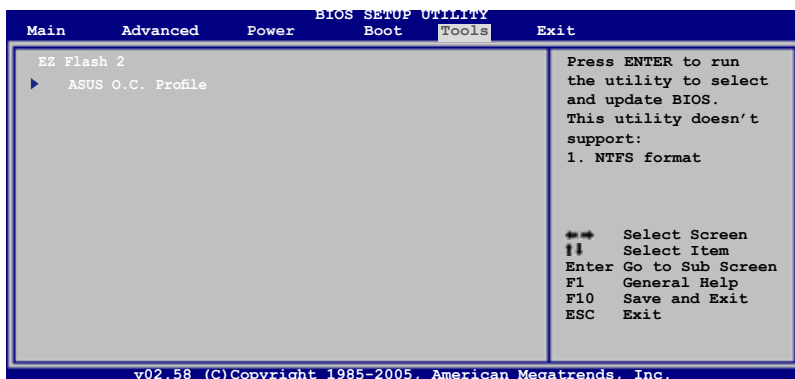 BIOS SETUP UTILITY
Main Advanced Power Boot Tools Exit
EZ Flash 2
ASUS O.C. Profile
Press ENTER to run
the utility to select
and update BIOS.
This utility doesn’t
support:
1. NTFS format
Select Screen
Select Item
Enter Go to Sub Screen
F1 General Help
F10 Save and Exit
ESC Exit
v02.58 (C)Copyright 1985-2005, American Megatrends, Inc.